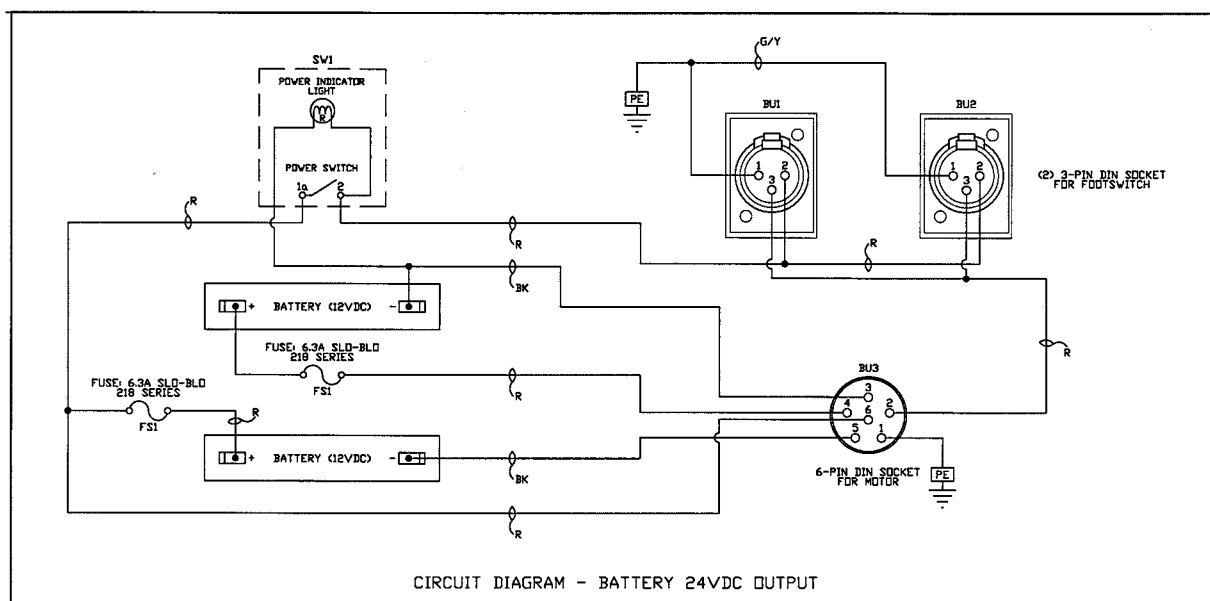 G/Y
SW1
POWER INDICATOR
LIGHT
R
PE
BU1
BU2
POWER SWITCH
1a 2
1 2
3
1 2
3
(2) 3-PIN DIN SOCKET
FOR FOOTSWITCH
R
R
R
BK
+ BATTERY (12VDC) -
FUSE: 6.3A SLO-BLO
218 SERIES
FS1
R
R
BU3
3
4 2
6
5 1
FUSE: 6.3A SLO-BLO
218 SERIES
FS1
R
+ BATTERY (12VDC) -
BK
6-PIN DIN SOCKET
FOR MOTOR
PE
R
CIRCUIT DIAGRAM - BATTERY 24VDC OUTPUT